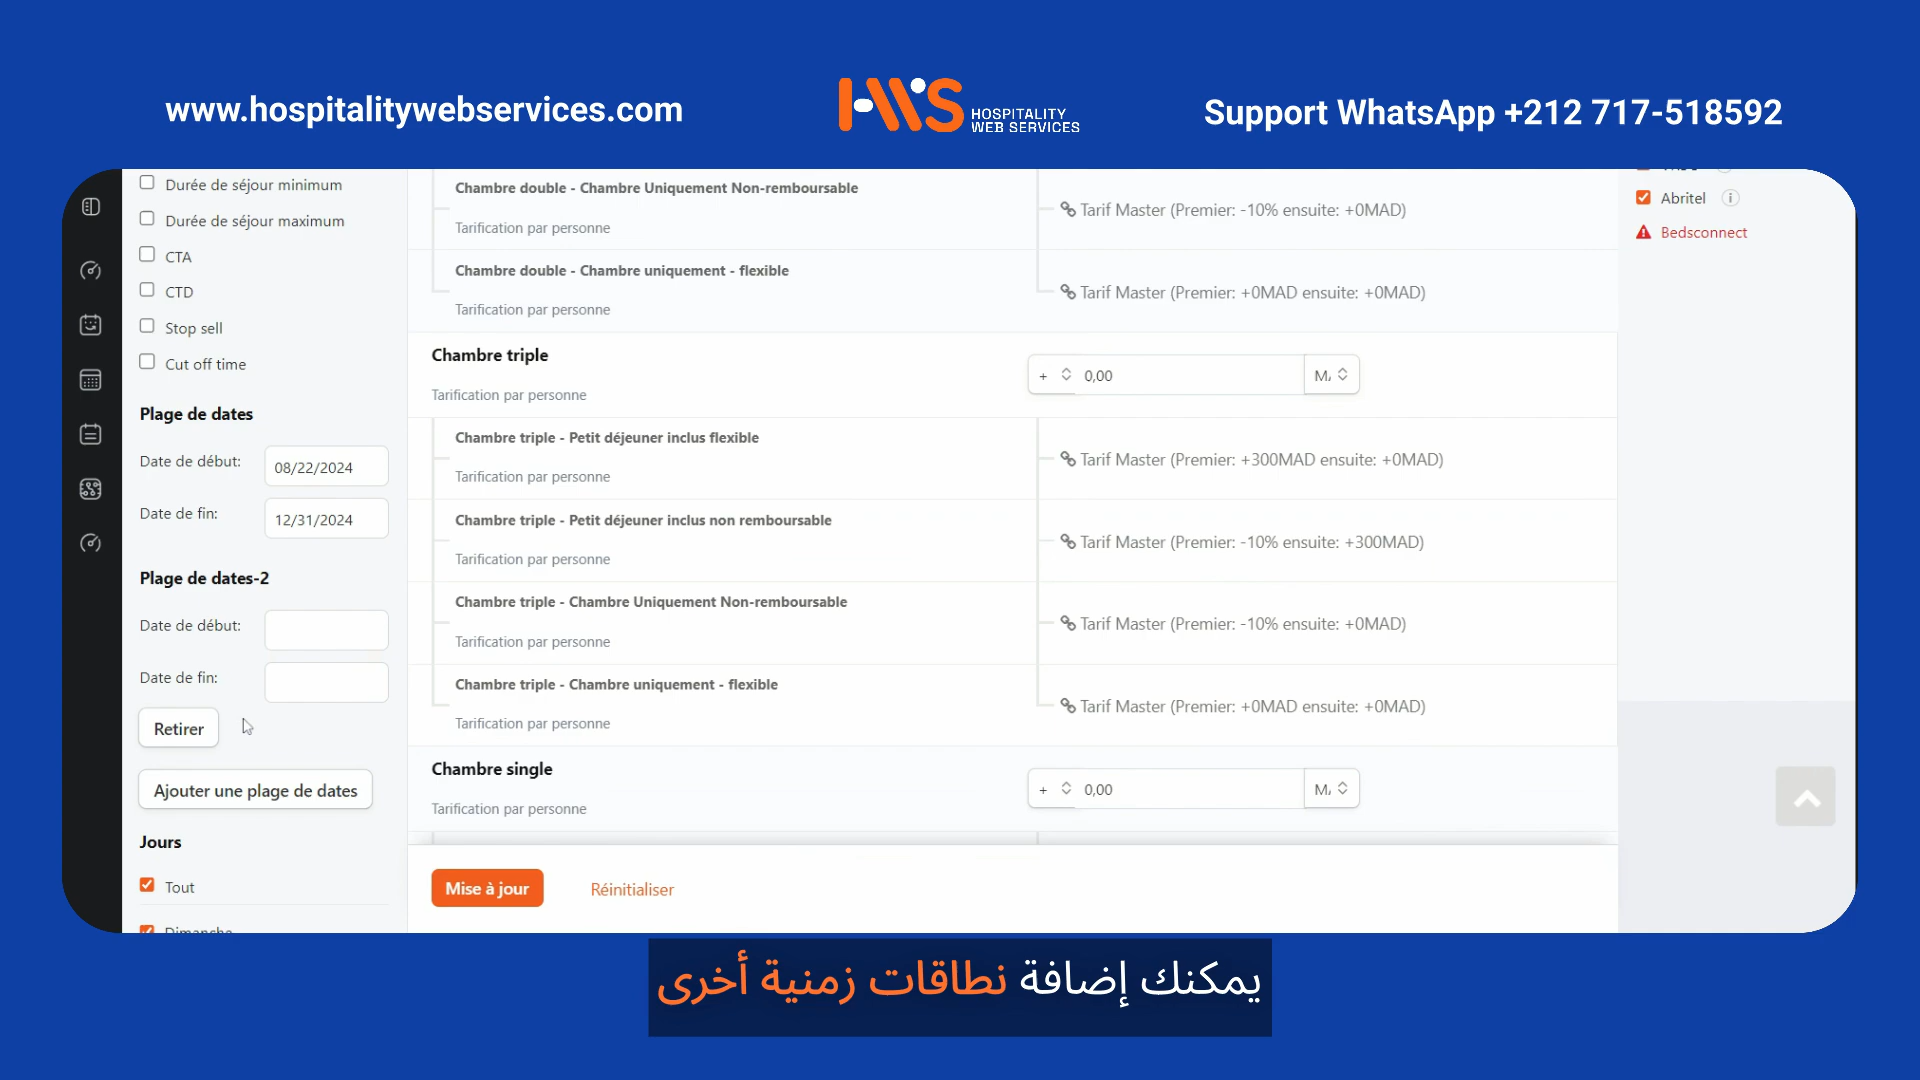 www.hospitalitywebservices.com
HWS HOSPITALITY
WEB SERVICES
Support WhatsApp +212 717-518592
Durée de séjour minimum
Durée de séjour maximum
CTA
CTD
Stop sell
Cut off time
Plage de dates
Date de début: 08/22/2024
Date de fin: 12/31/2024
Plage de dates-2
Date de début:
Date de fin:
Retirer
Ajouter une plage de dates
Jours
Tout
Dimanche
Chambre double - Chambre Uniquement Non-remboursable
Tarification par personne
Tarif Master (Premier: -10% ensuite: +0MAD)
Chambre double - Chambre uniquement - flexible
Tarification par personne
Tarif Master (Premier: +0MAD ensuite: +0MAD)
Chambre triple
Tarification par personne
+ 0,00
Chambre triple - Petit déjeuner inclus flexible
Tarification par personne
Tarif Master (Premier: +300MAD ensuite: +0MAD)
Chambre triple - Petit déjeuner inclus non remboursable
Tarification par personne
Tarif Master (Premier: -10% ensuite: +300MAD)
Chambre triple - Chambre Uniquement Non-remboursable
Tarification par personne
Tarif Master (Premier: -10% ensuite: +0MAD)
Chambre triple - Chambre uniquement - flexible
Tarification par personne
Tarif Master (Premier: +0MAD ensuite: +0MAD)
Chambre single
Tarification par personne
+ 0,00
Mise à jour
Réinitialiser
Abritel
Bedsconnect
يمكنك إضافة نطاقات زمنية أخرى